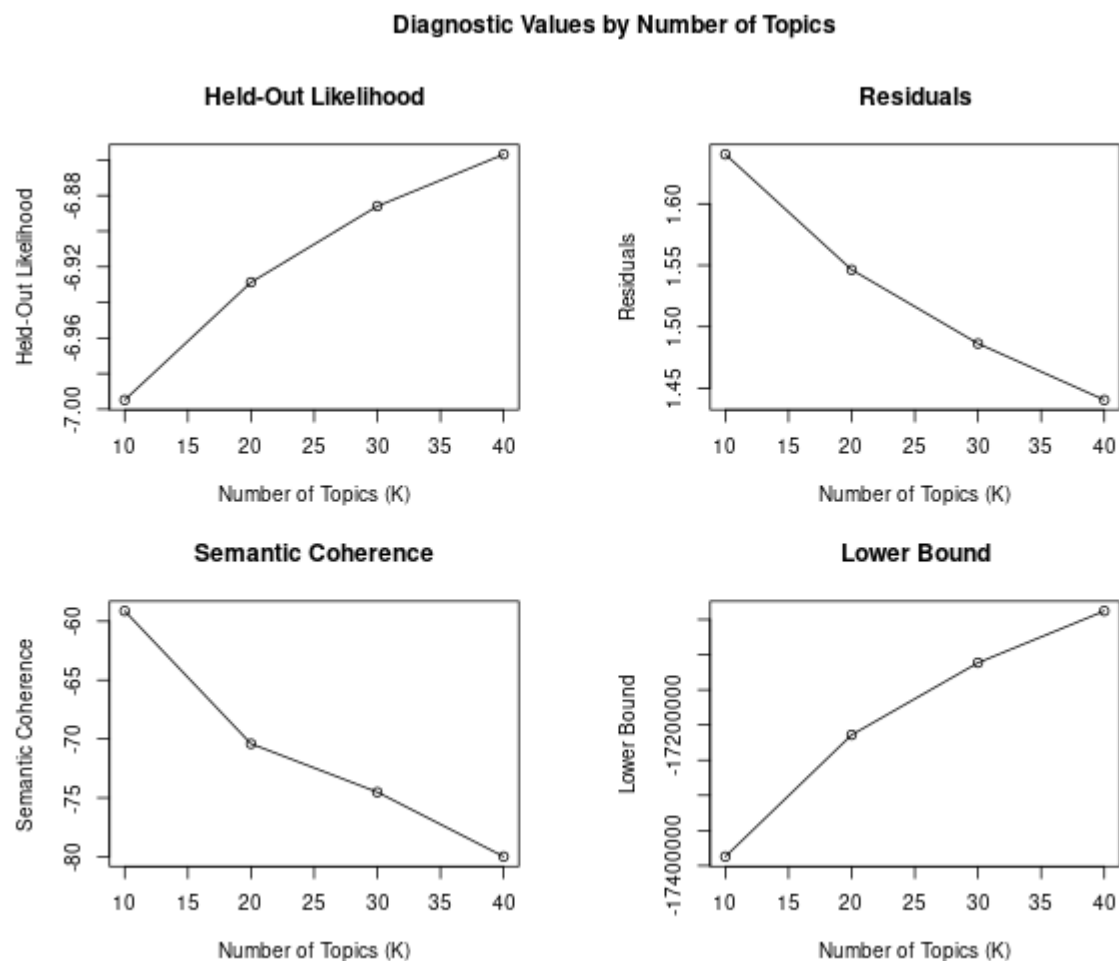 Diagnostic Values by Number of Topics
Held-Out Likelihood
Held-Out Likelihood
-6.88
-6.92
-6.96
-7.00
10 15 20 25 30 35 40
Number of Topics (K)
Residuals
Residuals
1.60
1.55
1.50
1.45
10 15 20 25 30 35 40
Number of Topics (K)
Semantic Coherence
Semantic Coherence
-60
-65
-70
-75
-80
10 15 20 25 30 35 40
Number of Topics (K)
Lower Bound
Lower Bound
-17200000
-17400000
10 15 20 25 30 35 40
Number of Topics (K)